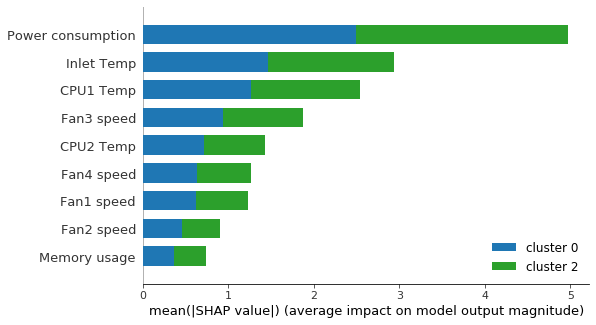 Power consumption
Inlet Temp
CPU1 Temp
Fan3 speed
CPU2 Temp
Fan4 speed
Fan1 speed
Fan2 speed
Memory usage
cluster 0
cluster 2
0 1 2 3 4 5
mean(|SHAP value|) (average impact on model output magnitude)